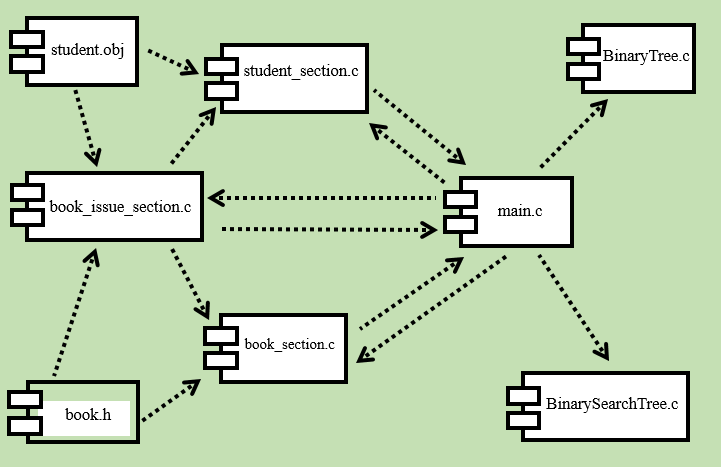 student.obj
student_section.c
BinaryTree.c
book_issue_section.c
main.c
book_section.c
book.h
BinarySearchTree.c